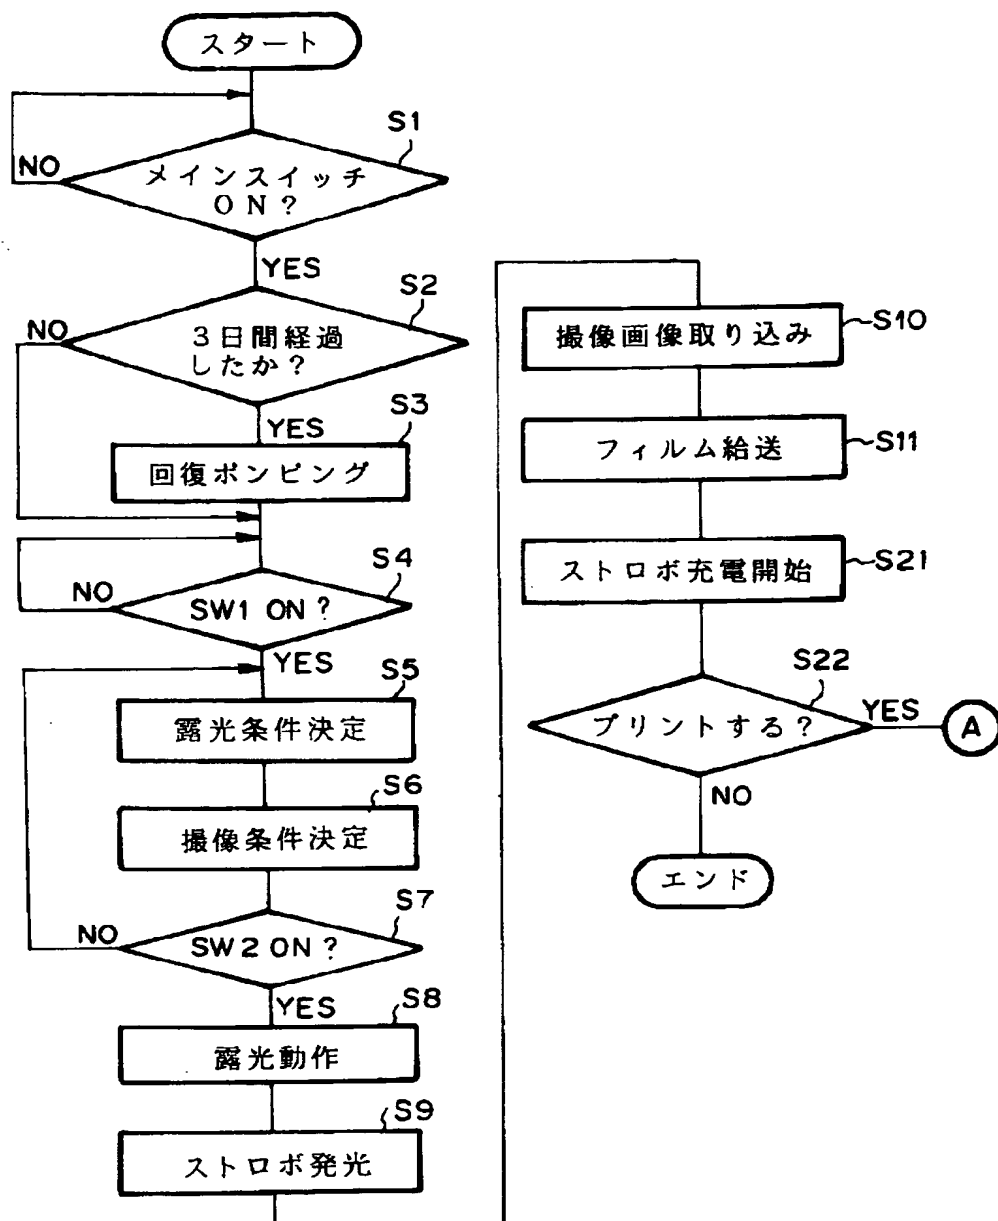 スタート
S1
NO
メインスイッチ
ON?
YES
S2
NO
3日間経過
したか?
YES
S3
回復ポンピング
S4
NO
SW1 ON?
YES
S5
露光条件決定
S6
撮像条件決定
S7
NO
SW2 ON?
YES
S8
露光動作
S9
ストロボ発光
撮像画像取り込み
S10
フィルム給送
S11
ストロボ充電開始
S21
S22
プリントする?
YES
A
NO
エンド